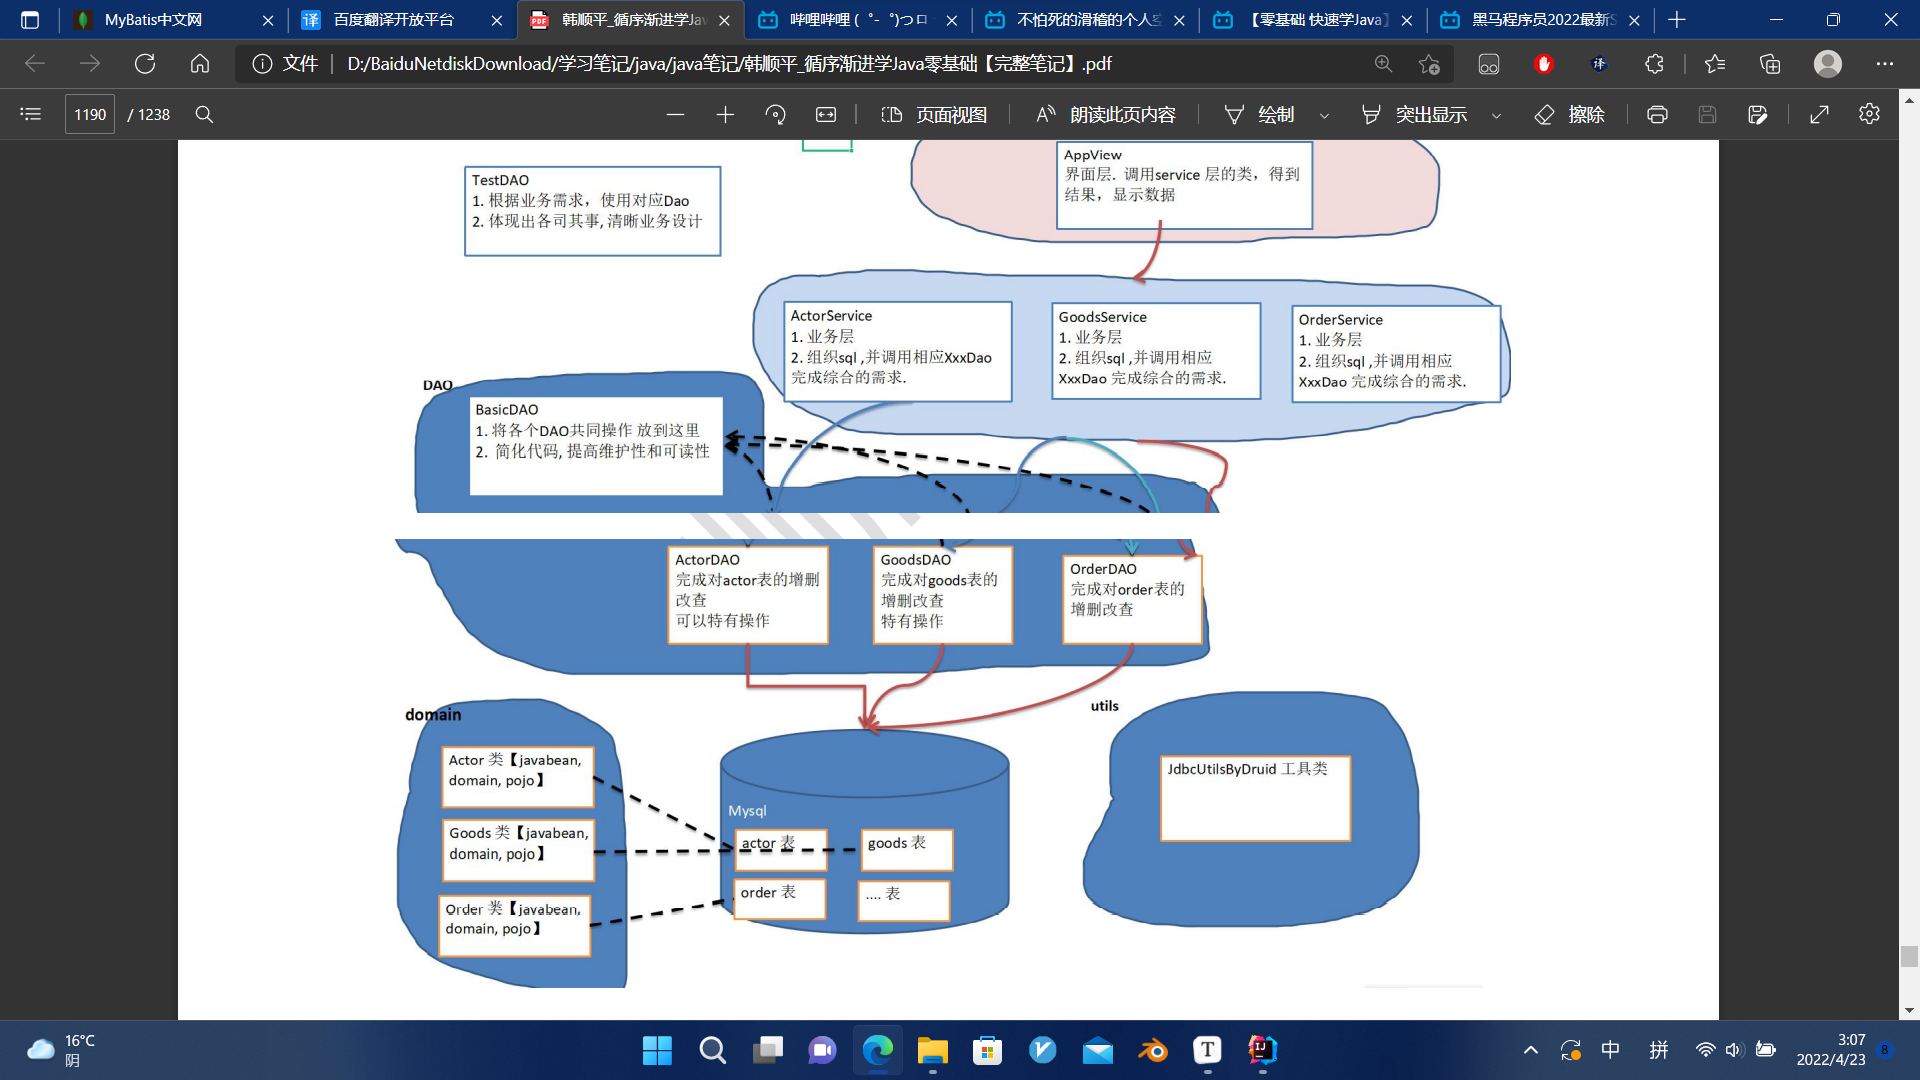 MyBatis中文网
百度翻译开放平台
韩顺平_循序渐进学Jav
哔哩哔哩 (゜-゜)つロ
不怕死的滑稽的个人空
【零基础 快速学Java】
黑马程序员2022最新S
文件
D:/BaiduNetdiskDownload/学习笔记/java/java笔记/韩顺平_循序渐进学Java零基础【完整笔记】.pdf
1190 / 1238
页面视图
朗读此页内容
绘制
突出显示
擦除
AppView
界面层. 调用service 层的类，得到
结果，显示数据
TestDAO
1. 根据业务需求，使用对应Dao
2. 体现出各司其事, 清晰业务设计
ActorService
1. 业务层
2. 组织sql ,并调用相应XxxDao
完成综合的需求.
GoodsService
1. 业务层
2. 组织sql ,并调用相应
XxxDao 完成综合的需求.
OrderService
1. 业务层
2. 组织sql ,并调用相应
XxxDao 完成综合的需求.
DAO
BasicDAO
1. 将各个DAO共同操作 放到这里
2. 简化代码, 提高维护性和可读性
ActorDAO
完成对actor表的增删
改查
可以特有操作
GoodsDAO
完成对goods表的
增删改查
特有操作
OrderDAO
完成对order表的
增删改查
domain
Actor 类【javabean,
domain, pojo】
Goods 类【javabean,
domain, pojo】
Order 类【javabean,
domain, pojo】
Mysql
actor 表
goods 表
order 表
.... 表
utils
JdbcUtilsByDruid 工具类
16°C
阴
中
拼
3:07
2022/4/23
8